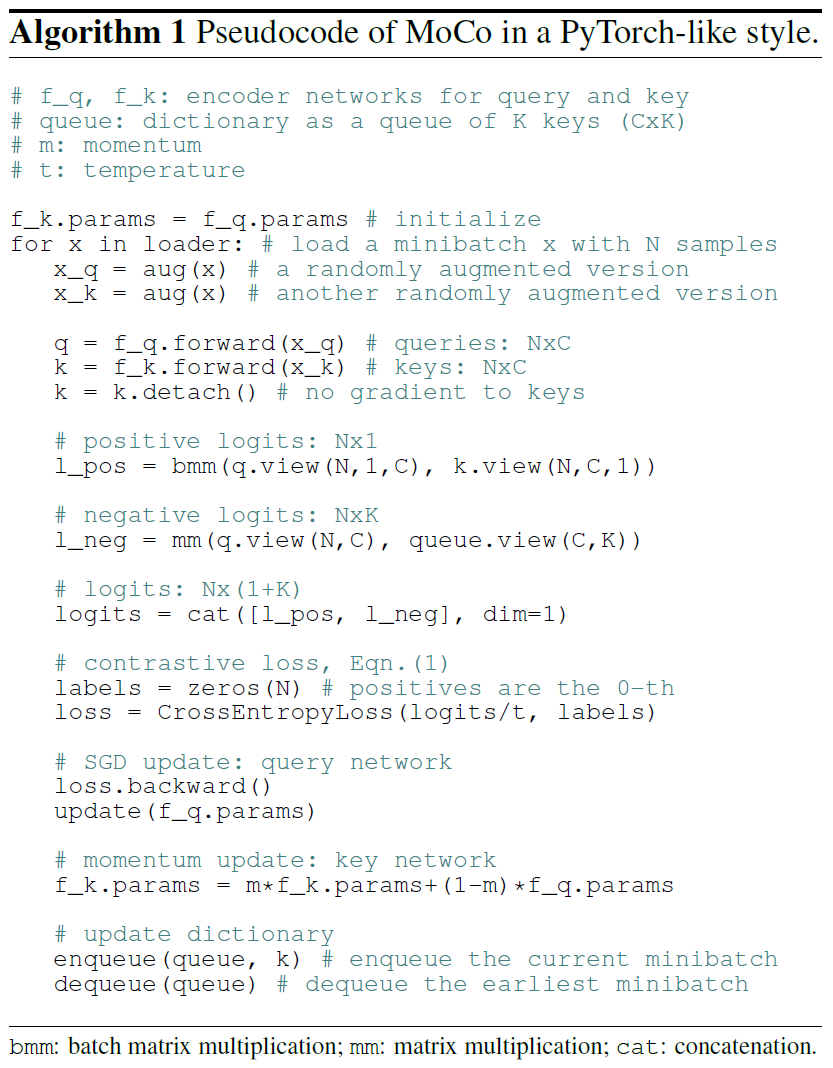 Algorithm 1 Pseudocode of MoCo in a PyTorch-like style.
# f_q, f_k: encoder networks for query and key
# queue: dictionary as a queue of K keys (CxK)
# m: momentum
# t: temperature
f_k.params = f_q.params # initialize
for x in loader: # load a minibatch x with N samples
x_q = aug(x) # a randomly augmented version
x_k = aug(x) # another randomly augmented version
q = f_q.forward(x_q) # queries: NxC
k = f_k.forward(x_k) # keys: NxC
k = k.detach() # no gradient to keys
# positive logits: Nx1
l_pos = bmm(q.view(N,1,C), k.view(N,C,1))
# negative logits: NxK
l_neg = mm(q.view(N,C), queue.view(C,K))
# logits: Nx(1+K)
logits = cat([l_pos, l_neg], dim=1)
# contrastive loss, Eqn.(1)
labels = zeros(N) # positives are the 0-th
loss = CrossEntropyLoss(logits/t, labels)
# SGD update: query network
loss.backward()
update(f_q.params)
# momentum update: key network
f_k.params = m*f_k.params+(1-m)*f_q.params
# update dictionary
enqueue(queue, k) # enqueue the current minibatch
dequeue(queue) # dequeue the earliest minibatch
bmm: batch matrix multiplication; mm: matrix multiplication; cat: concatenation.